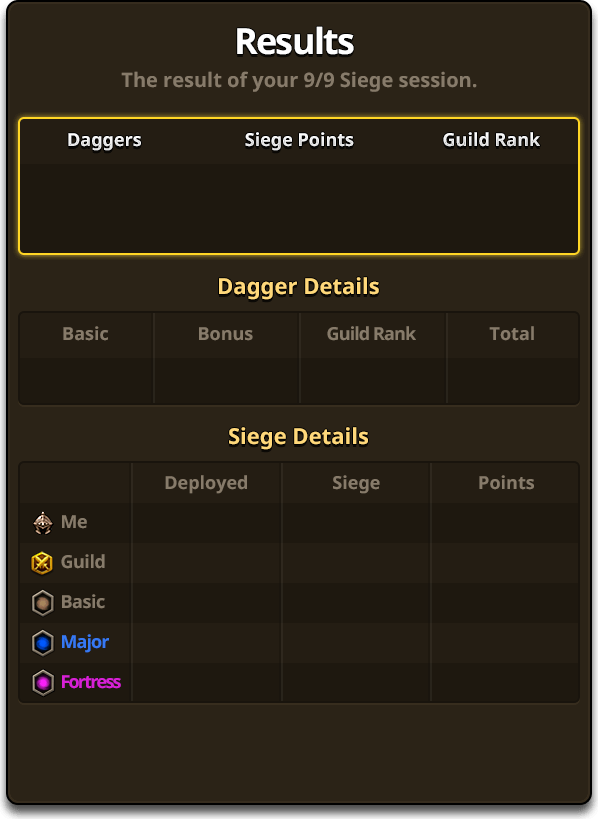 Results
The result of your 9/9 Siege session.
Daggers Siege Points Guild Rank
Dagger Details
Basic Bonus Guild Rank Total
Siege Details
Deployed Siege Points
Me
Guild
Basic
Major
Fortress